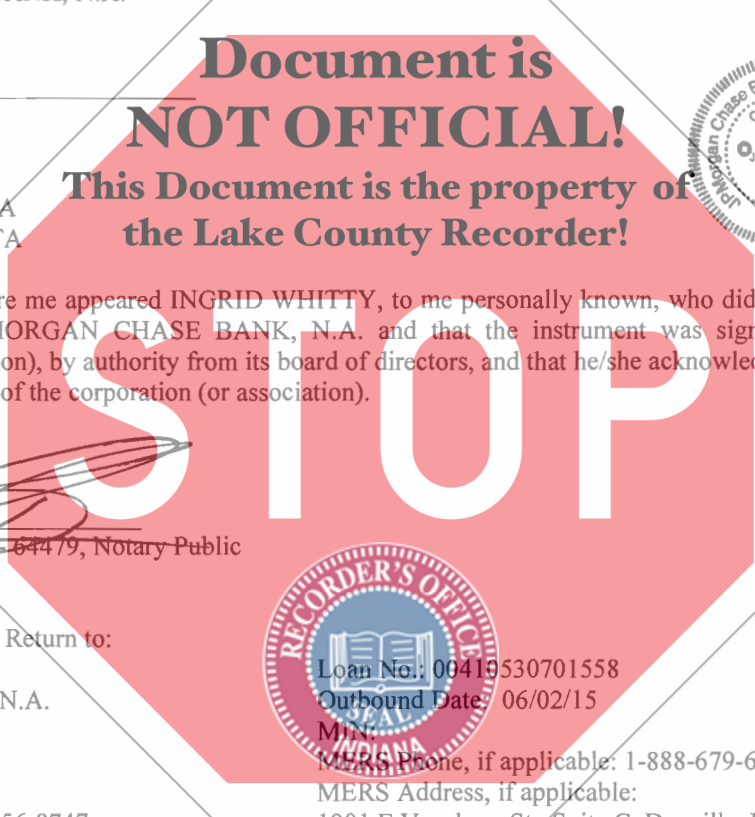 Document is
NOT OFFICIAL!
This Document is the property of
the Lake County Recorder!
JPMorgan Chase
A
TA
re me appeared INGRID WHITTY, to me personally known, who did
MORGAN CHASE BANK, N.A. and that the instrument was sign
on), by authority from its board of directors, and that he/she acknowled
of the corporation (or association).
STOP
64479, Notary Public
RECORDER'S OFFICE
SEAL
INDIANA
Return to:
Loan No.: 00410530701558
N.A.
Outbound Date: 06/02/15
MIN:
MERS Phone, if applicable: 1-888-679-6
MERS Address, if applicable: